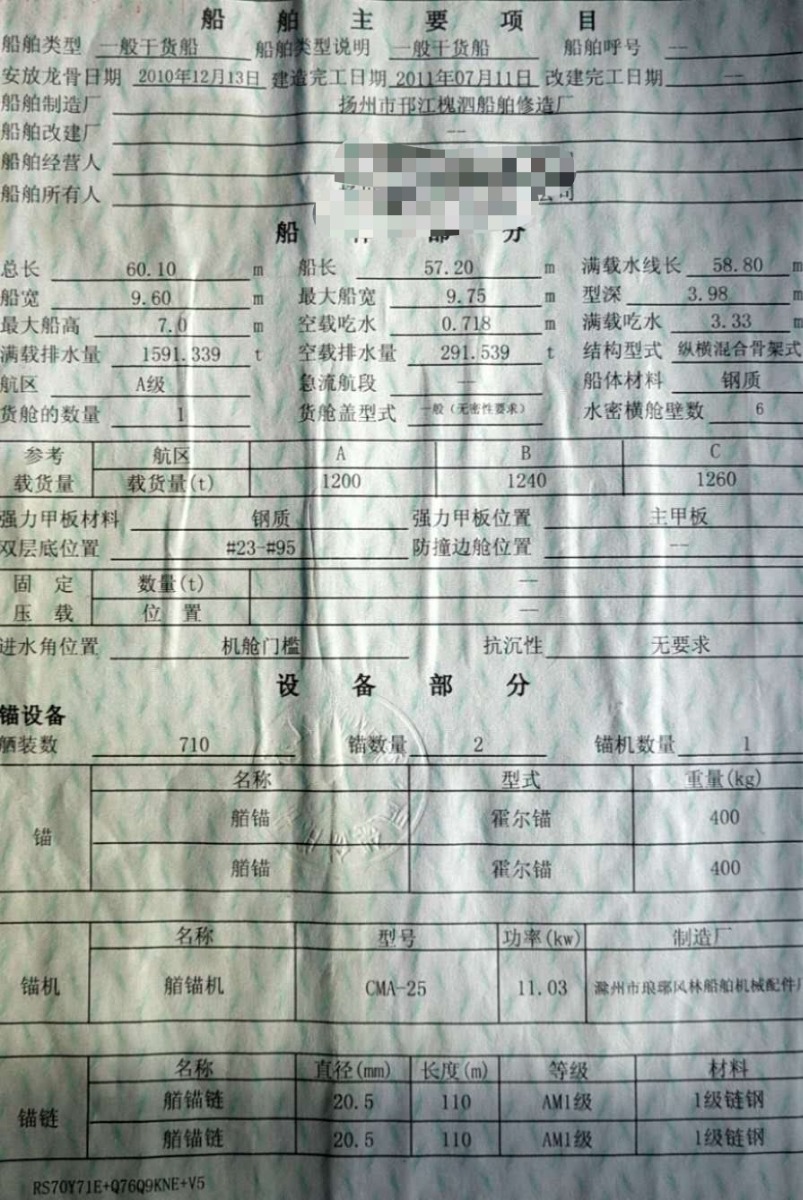 船舶主要项目
船舶类型 一般干货船 船舶类型说明 一般干货船 船舶呼号 --
安放龙骨日期 2010年12月13日 建造完工日期 2011年07月11日 改建完工日期 --
船舶制造厂 扬州市邗江槐泗船舶修造厂
船舶改建厂 --
船舶经营人
船舶所有人 公司
船体部分
总长 60.10 m 船长 57.20 m 满载水线长 58.80 m
船宽 9.60 m 最大船宽 9.75 m 型深 3.98 m
最大船高 7.0 m 空载吃水 0.718 m 满载吃水 3.33 m
满载排水量 1591.339 t 空载排水量 291.539 t 结构型式 纵横混合骨架式
航区 A级 急流航段 -- 船体材料 钢质
货舱的数量 1 货舱盖型式 一般(无密性要求) 水密横舱壁数 6
参考 航区 A B C
载货量 载货量(t) 1200 1240 1260
强力甲板材料 钢质 强力甲板位置 主甲板
双层底位置 #23-#95 防撞边舱位置 --
固定 数量(t) --
压载 位置 --
进水角位置 机舱门槛 抗沉性 无要求
设备部分
锚设备
舾装数 710 锚数量 2 锚机数量 1
名称 型式 重量(kg)
锚
艏锚 霍尔锚 400
艏锚 霍尔锚 400
名称 型号 功率(kw) 制造厂
锚机 艏锚机 CMA-25 11.03 滁州市琅琊风林船舶机械配件厂
名称 直径(mm) 长度(m) 等级 材料
锚链
艏锚链 20.5 110 AM1级 1级链钢
艏锚链 20.5 110 AM1级 1级链钢
RS70Y71E+Q76Q9KNE+V5